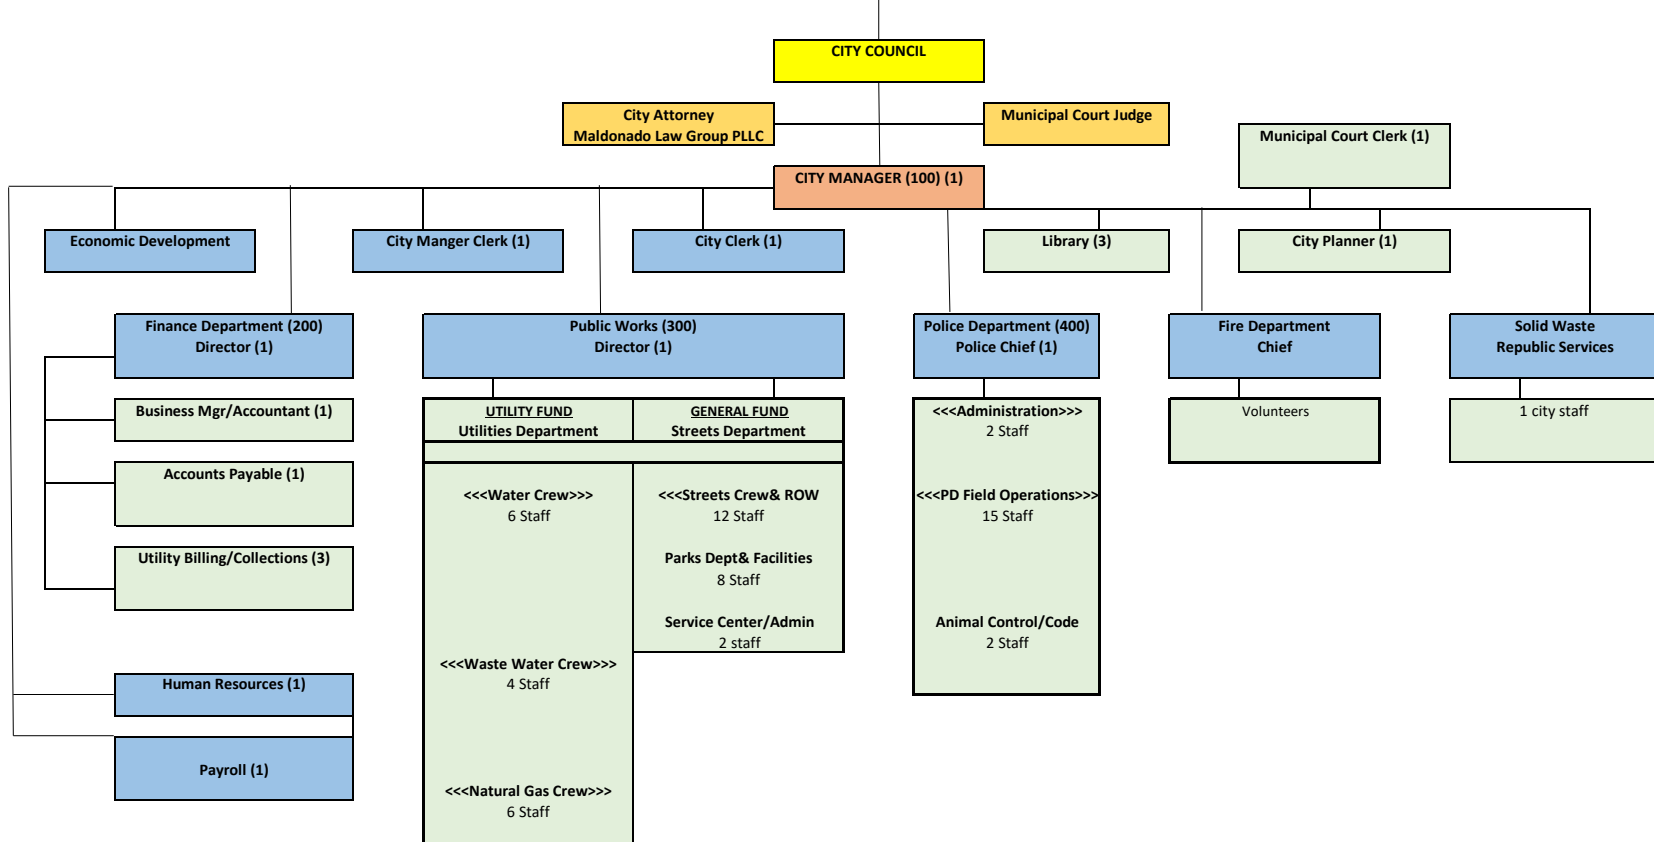 CITY COUNCIL
City Attorney
Maldonado Law Group PLLC
Municipal Court Judge
Municipal Court Clerk (1)
CITY MANAGER (100) (1)
Economic Development
City Manger Clerk (1)
City Clerk (1)
Library (3)
City Planner (1)
Finance Department (200)
Director (1)
Public Works (300)
Director (1)
Police Department (400)
Police Chief (1)
Fire Department
Chief
Solid Waste
Republic Services
Business Mgr/Accountant (1)
Accounts Payable (1)
Utility Billing/Collections (3)
Human Resources (1)
Payroll (1)
UTILITY FUND
Utilities Department
<<<Water Crew>>>
6 Staff
<<<Waste Water Crew>>>
4 Staff
<<<Natural Gas Crew>>>
6 Staff
GENERAL FUND
Streets Department
<<<Streets Crew& ROW
12 Staff
Parks Dept& Facilities
8 Staff
Service Center/Admin
2 staff
<<<Administration>>>
2 Staff
<<<PD Field Operations>>>
15 Staff
Animal Control/Code
2 Staff
Volunteers
1 city staff